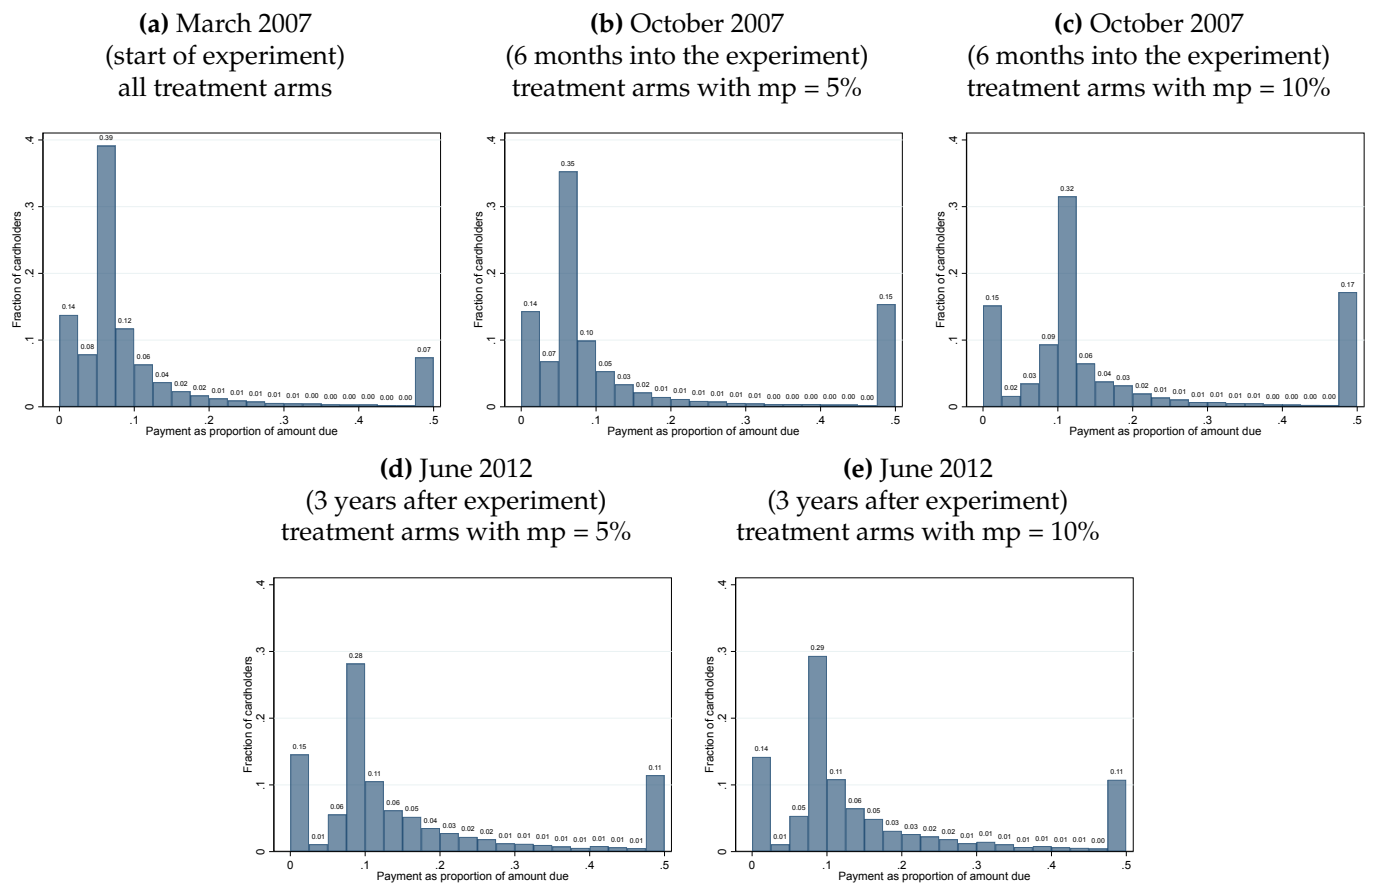 (a) March 2007
(start of experiment)
all treatment arms
(b) October 2007
(6 months into the experiment)
treatment arms with mp = 5%
(c) October 2007
(6 months into the experiment)
treatment arms with mp = 10%
Fraction of cardholders
0 .1 .2 .3 .4
0.14 0.08 0.39 0.12 0.06 0.04 0.02 0.02 0.01 0.01 0.01 0.01 0.01 0.00 0.00 0.00 0.00 0.00 0.00 0.07
0 .1 .2 .3 .4 .5
Payment as proportion of amount due
Fraction of cardholders
0 .1 .2 .3 .4
0.14 0.07 0.35 0.10 0.05 0.03 0.02 0.01 0.01 0.01 0.01 0.01 0.00 0.00 0.00 0.00 0.00 0.00 0.00 0.15
0 .1 .2 .3 .4 .5
Payment as proportion of amount due
Fraction of cardholders
0 .1 .2 .3 .4
0.15 0.02 0.03 0.09 0.32 0.06 0.04 0.03 0.02 0.01 0.01 0.01 0.01 0.01 0.01 0.00 0.00 0.00 0.00 0.17
0 .1 .2 .3 .4 .5
Payment as proportion of amount due
(d) June 2012
(3 years after experiment)
treatment arms with mp = 5%
(e) June 2012
(3 years after experiment)
treatment arms with mp = 10%
Fraction of cardholders
0 .1 .2 .3 .4
0.15 0.01 0.06 0.28 0.11 0.06 0.05 0.04 0.03 0.02 0.02 0.01 0.01 0.01 0.01 0.01 0.01 0.01 0.01 0.11
0 .1 .2 .3 .4 .5
Payment as proportion of amount due
Fraction of cardholders
0 .1 .2 .3 .4
0.14 0.01 0.05 0.29 0.11 0.06 0.05 0.03 0.03 0.02 0.02 0.01 0.01 0.01 0.01 0.01 0.01 0.01 0.00 0.11
0 .1 .2 .3 .4 .5
Payment as proportion of amount due